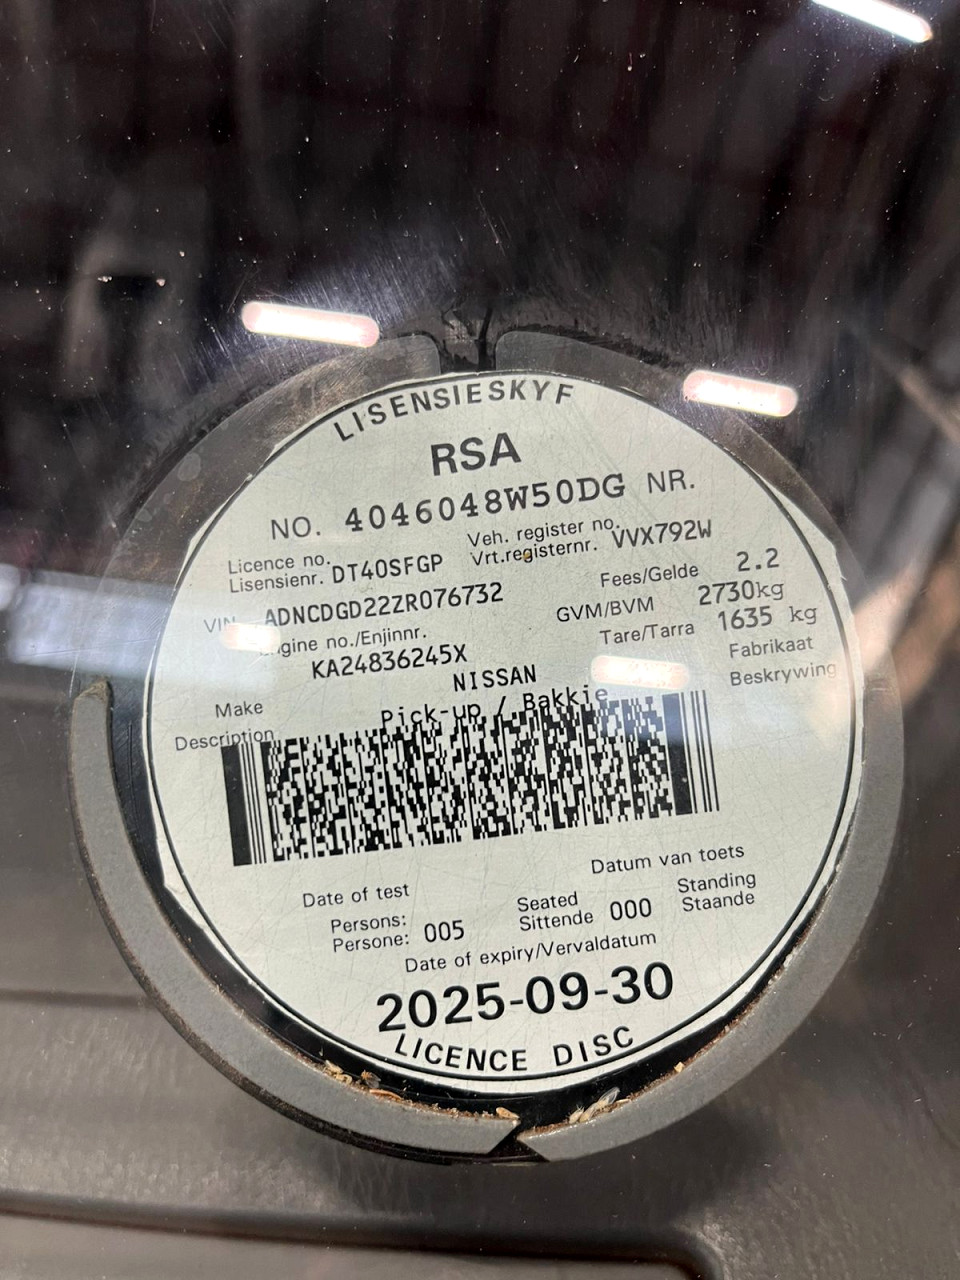 LISENSIESKYF
RSA
NO. 4046048W50DG NR.
Licence no. Lisensienr. DT40SFGP Veh. register no. Vrt.registernr. VVX792W
VIN ADNCDGD22ZR076732 Fees/Gelde 2.2
GVM/BVM 2730kg
Engine no./Enjinnr. Tare/Tarra 1635 kg
KA24836245X
Make NISSAN Fabrikaat
Description Pick-up / Bakkie Beskrywing
Date of test Datum van toets
Persons: Persone: 005 Seated Sittende 000 Standing Staande
Date of expiry/Vervaldatum
2025-09-30
LICENCE DISC